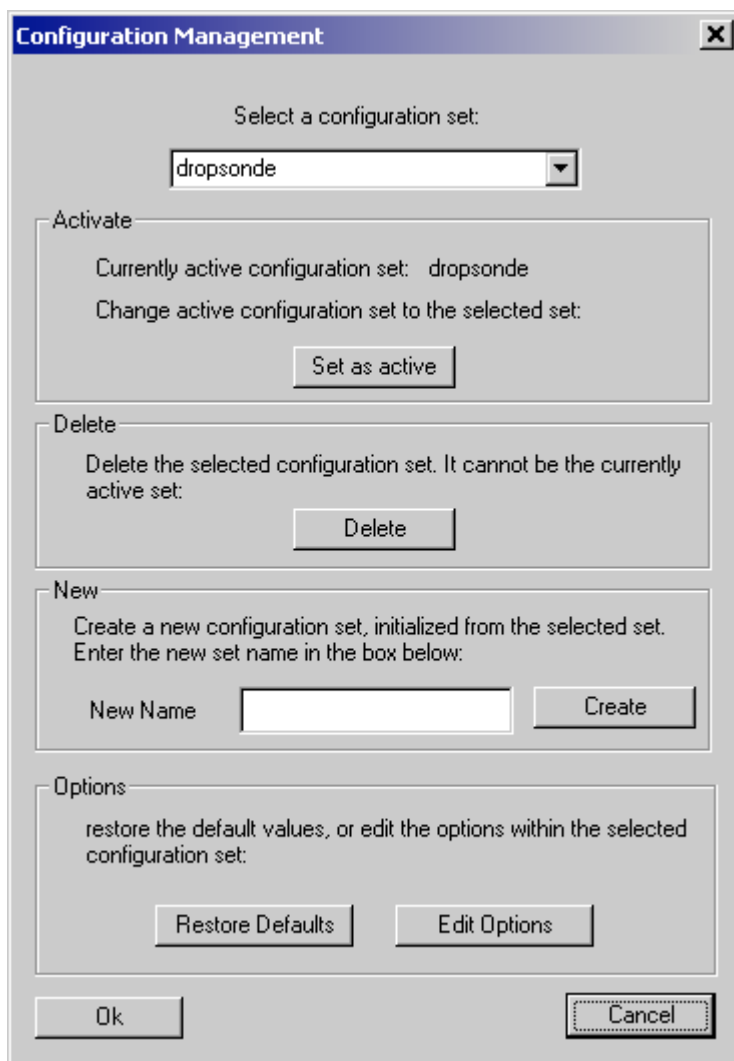 Configuration Management
Select a configuration set:
dropsonde
Activate
Currently active configuration set: dropsonde
Change active configuration set to the selected set:
Set as active
Delete
Delete the selected configuration set. It cannot be the currently
active set:
Delete
New
Create a new configuration set, initialized from the selected set.
Enter the new set name in the box below:
New Name
Create
Options
restore the default values, or edit the options within the selected
configuration set:
Restore Defaults
Edit Options
Ok
Cancel